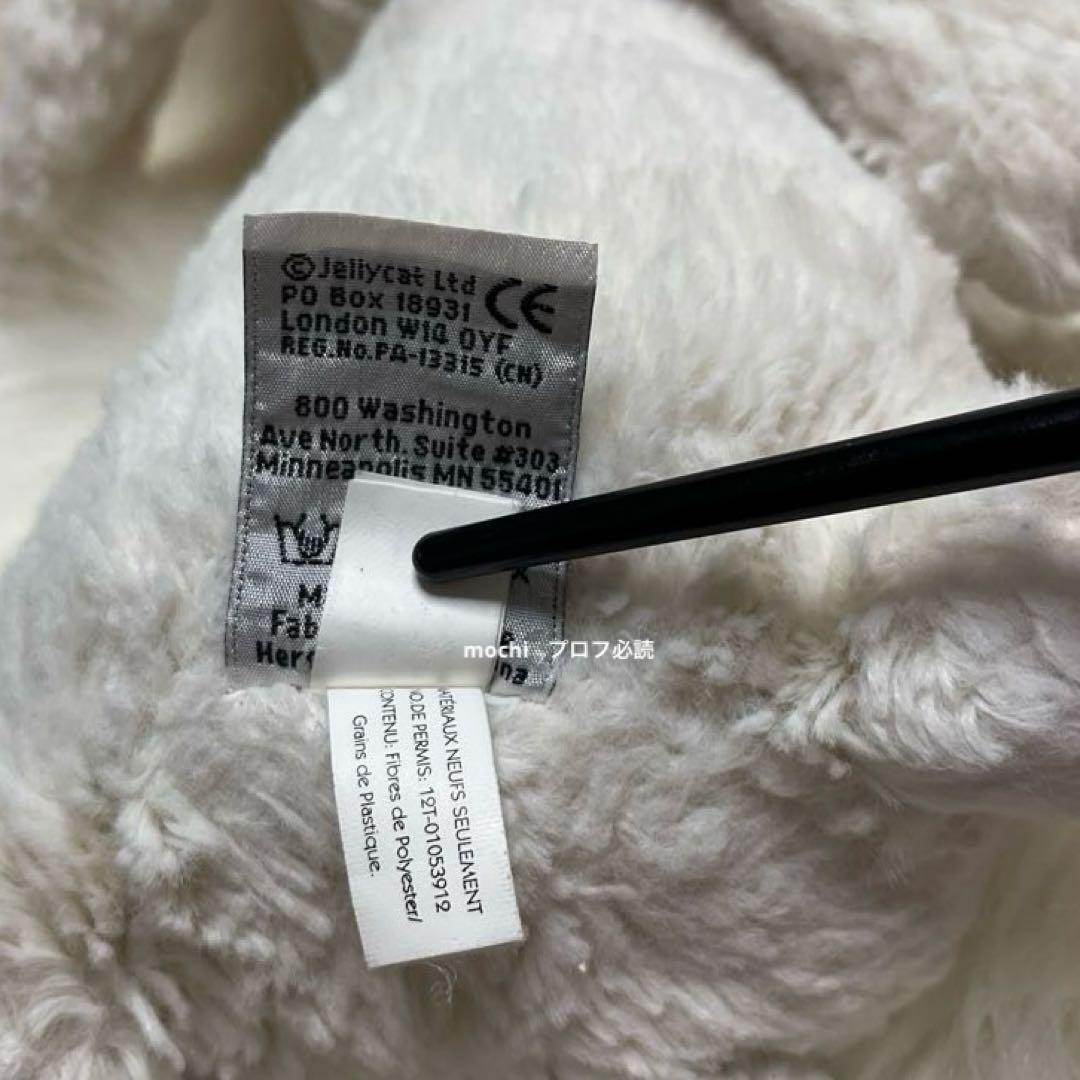 ©Jellycat Ltd
PO Box 18931
London W14 0YF
REG.No.PA-13315 (CN)
CE
800 Washington
Ave North. Suite #303
Minneapolis MN 55401
mochi プロフ必読
MATÉRIAUX NEUFS SEULEMENT
NO.DE PERMIS: 12T-01053912
CONTENU: Fibres de Polyester/
Grains de Plastique.